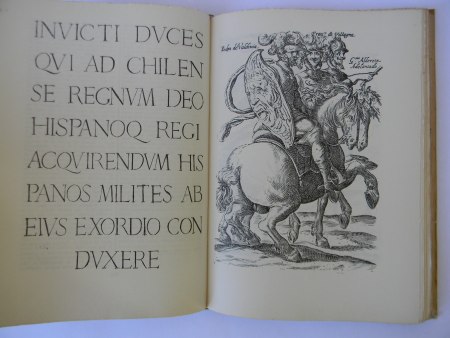 INVICTI DVCES
QVI AD CHILEN
SE REGNVM DEO
HISPANOQ REGI
ACQVIRENDVM HIS
PANOS MILITES AB
EIVS EXORDIO CON
DVXERE